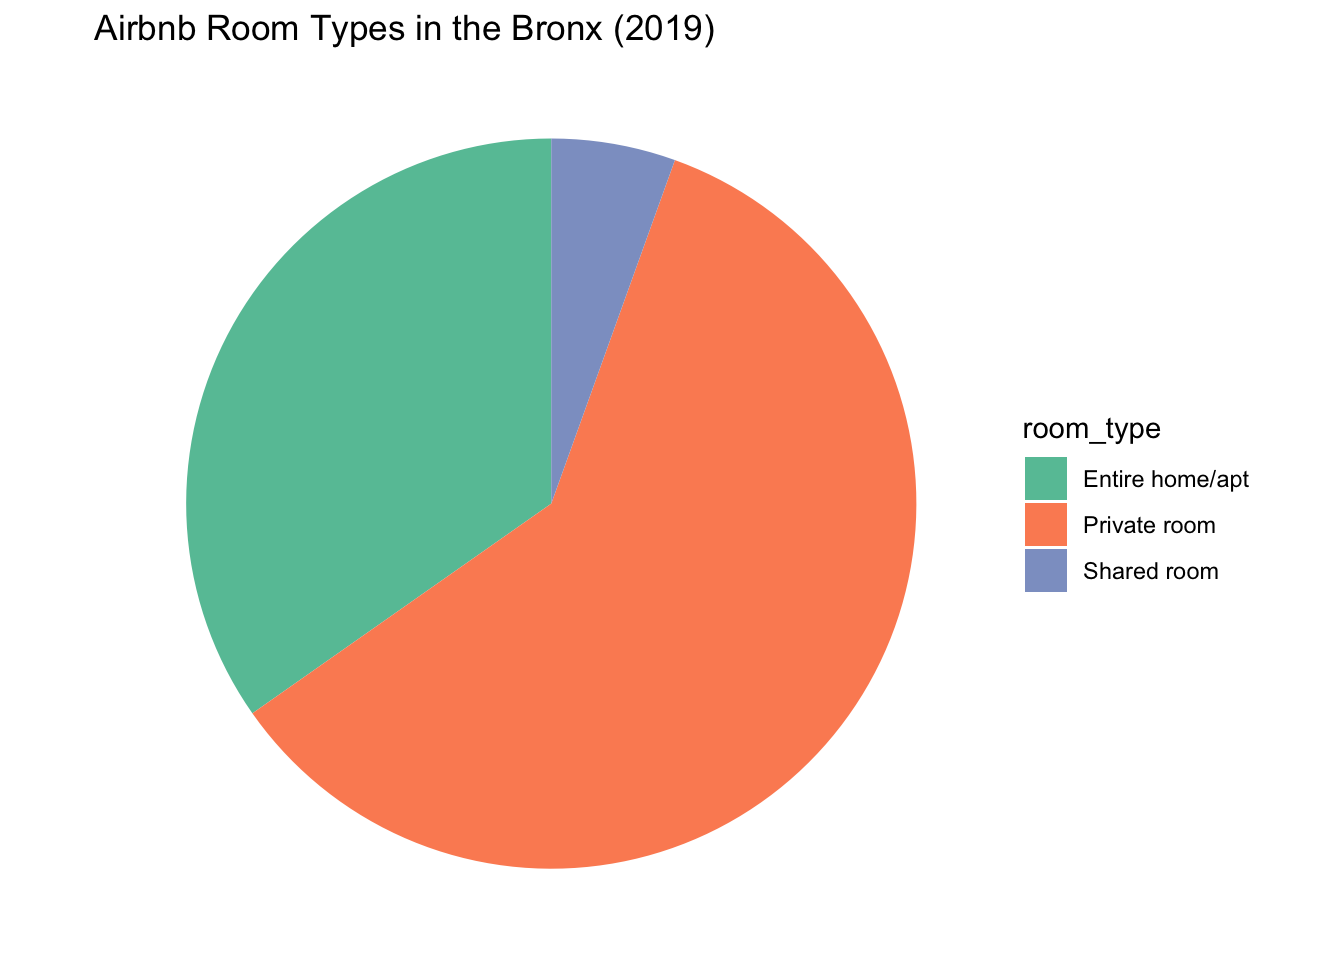 Airbnb Room Types in the Bronx (2019)
room_type
Entire home/apt
Private room
Shared room